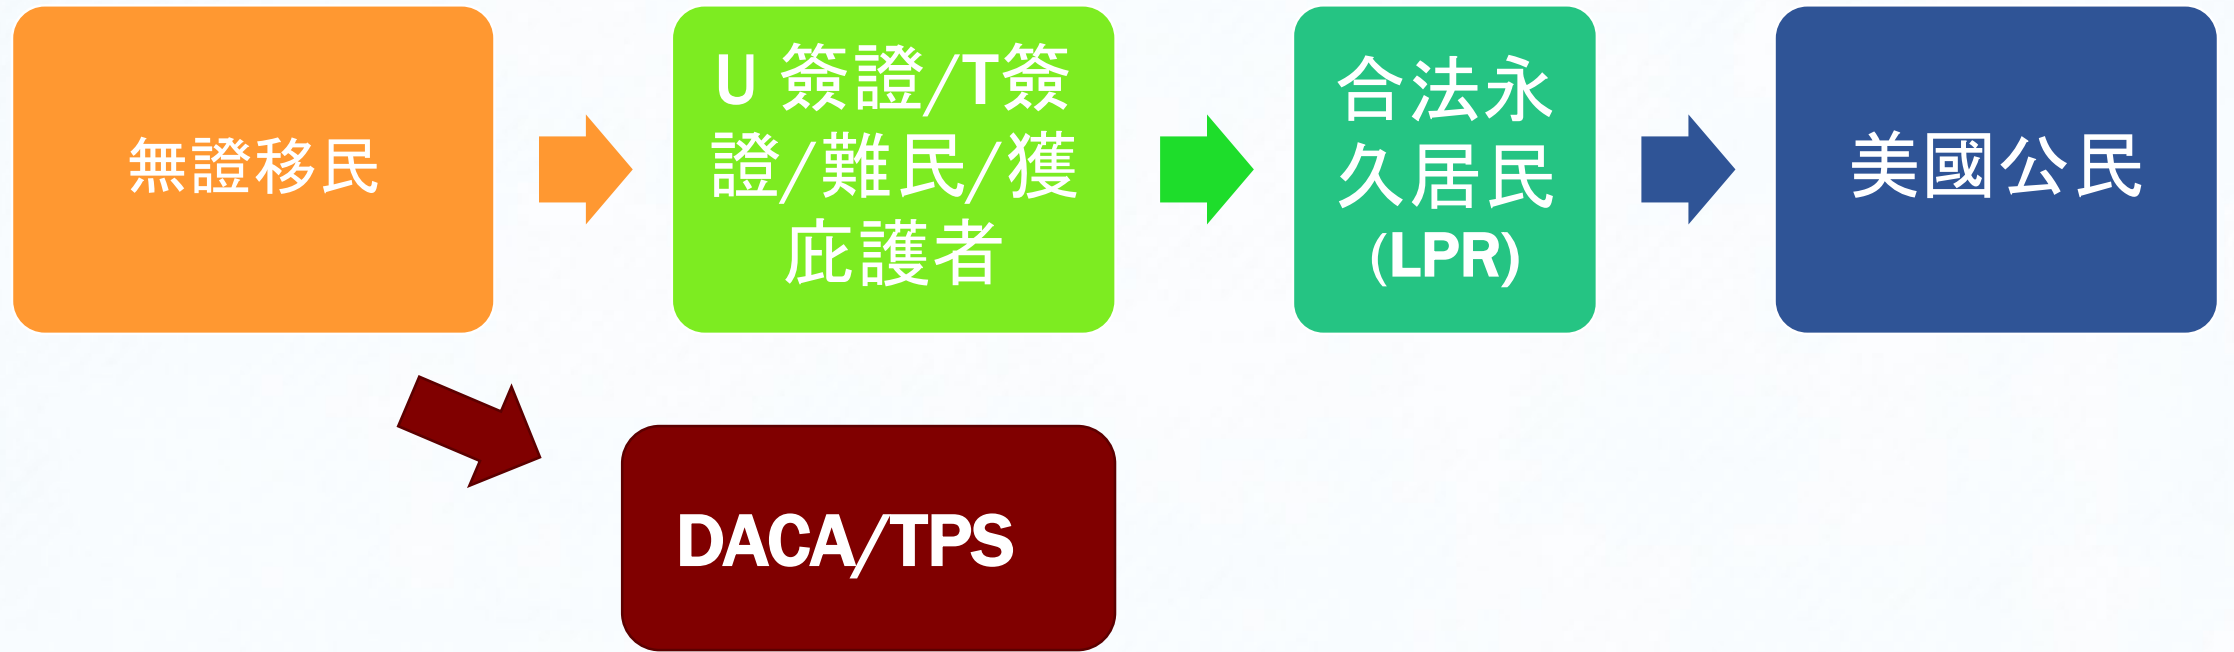 無證移民
U 簽證/T簽
證/難民/獲
庇護者
合法永
久居民
(LPR)
美國公民
DACA/TPS